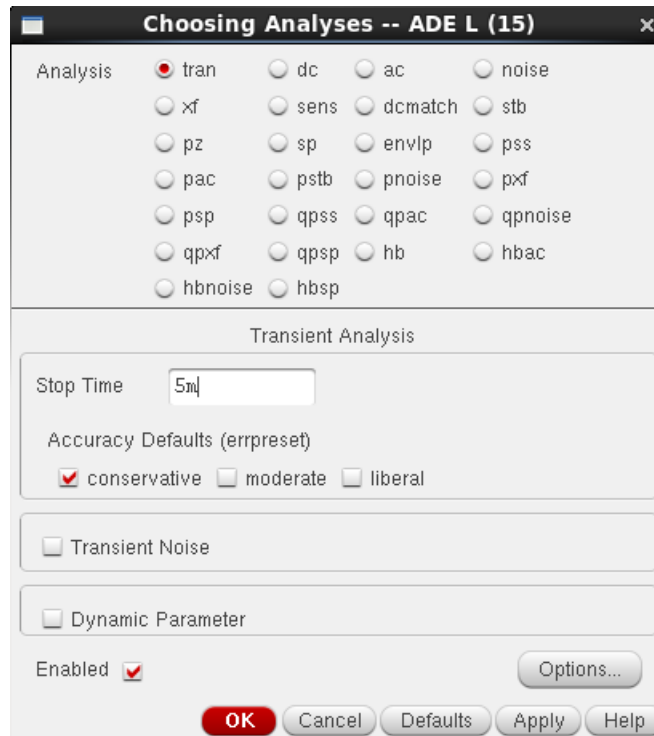 Choosing Analyses -- ADE L (15)
Analysis tran dc ac noise
xf sens dcmatch stb
pz sp envlp pss
pac pstb pnoise pxf
psp qpss qpac qpnoise
qpxf qpsp hb hbac
hbnoise hbsp
Transient Analysis
Stop Time 5m
Accuracy Defaults (errpreset)
conservative moderate liberal
Transient Noise
Dynamic Parameter
Enabled Options...
OK Cancel Defaults Apply Help